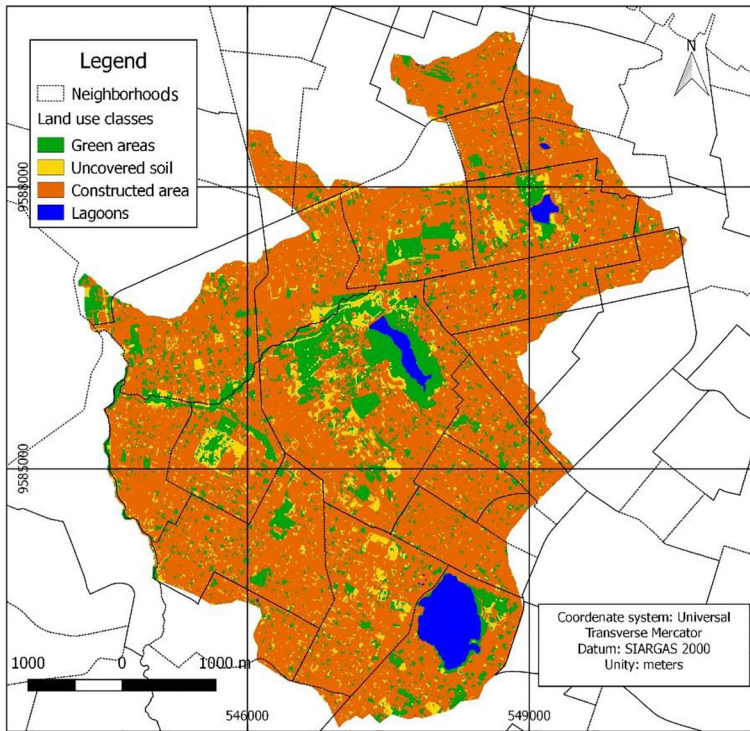 Legend
Neighborhoods
Land use classes
Green areas
Uncovered soil
Constructed area
Lagoons
N
9588000
9585000
1000 0 1000 m
546000
549000
Coordenate system: Universal
Transverse Mercator
Datum: SIARGAS 2000
Unity: meters